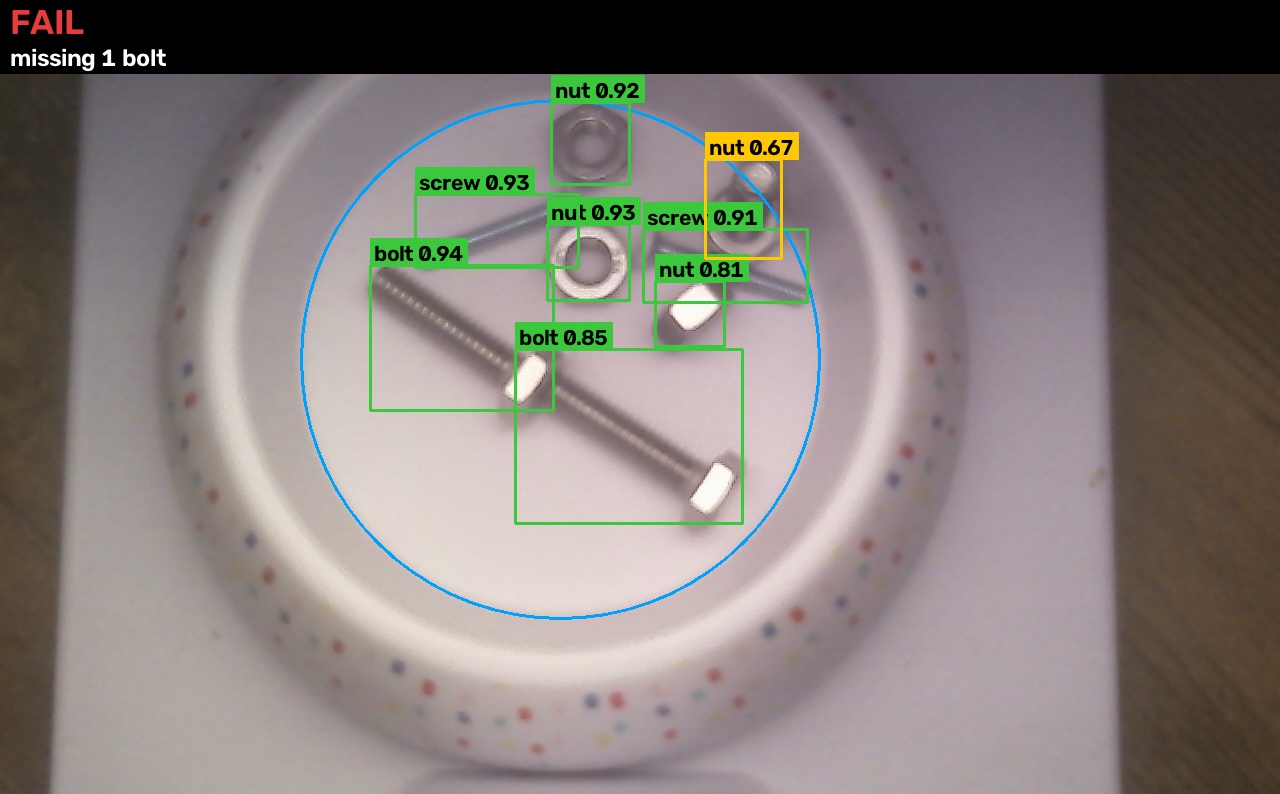 FAIL
missing 1 bolt
nut 0.92
nut 0.67
screw 0.93
nut 0.93
screw 0.91
bolt 0.94
nut 0.81
bolt 0.85